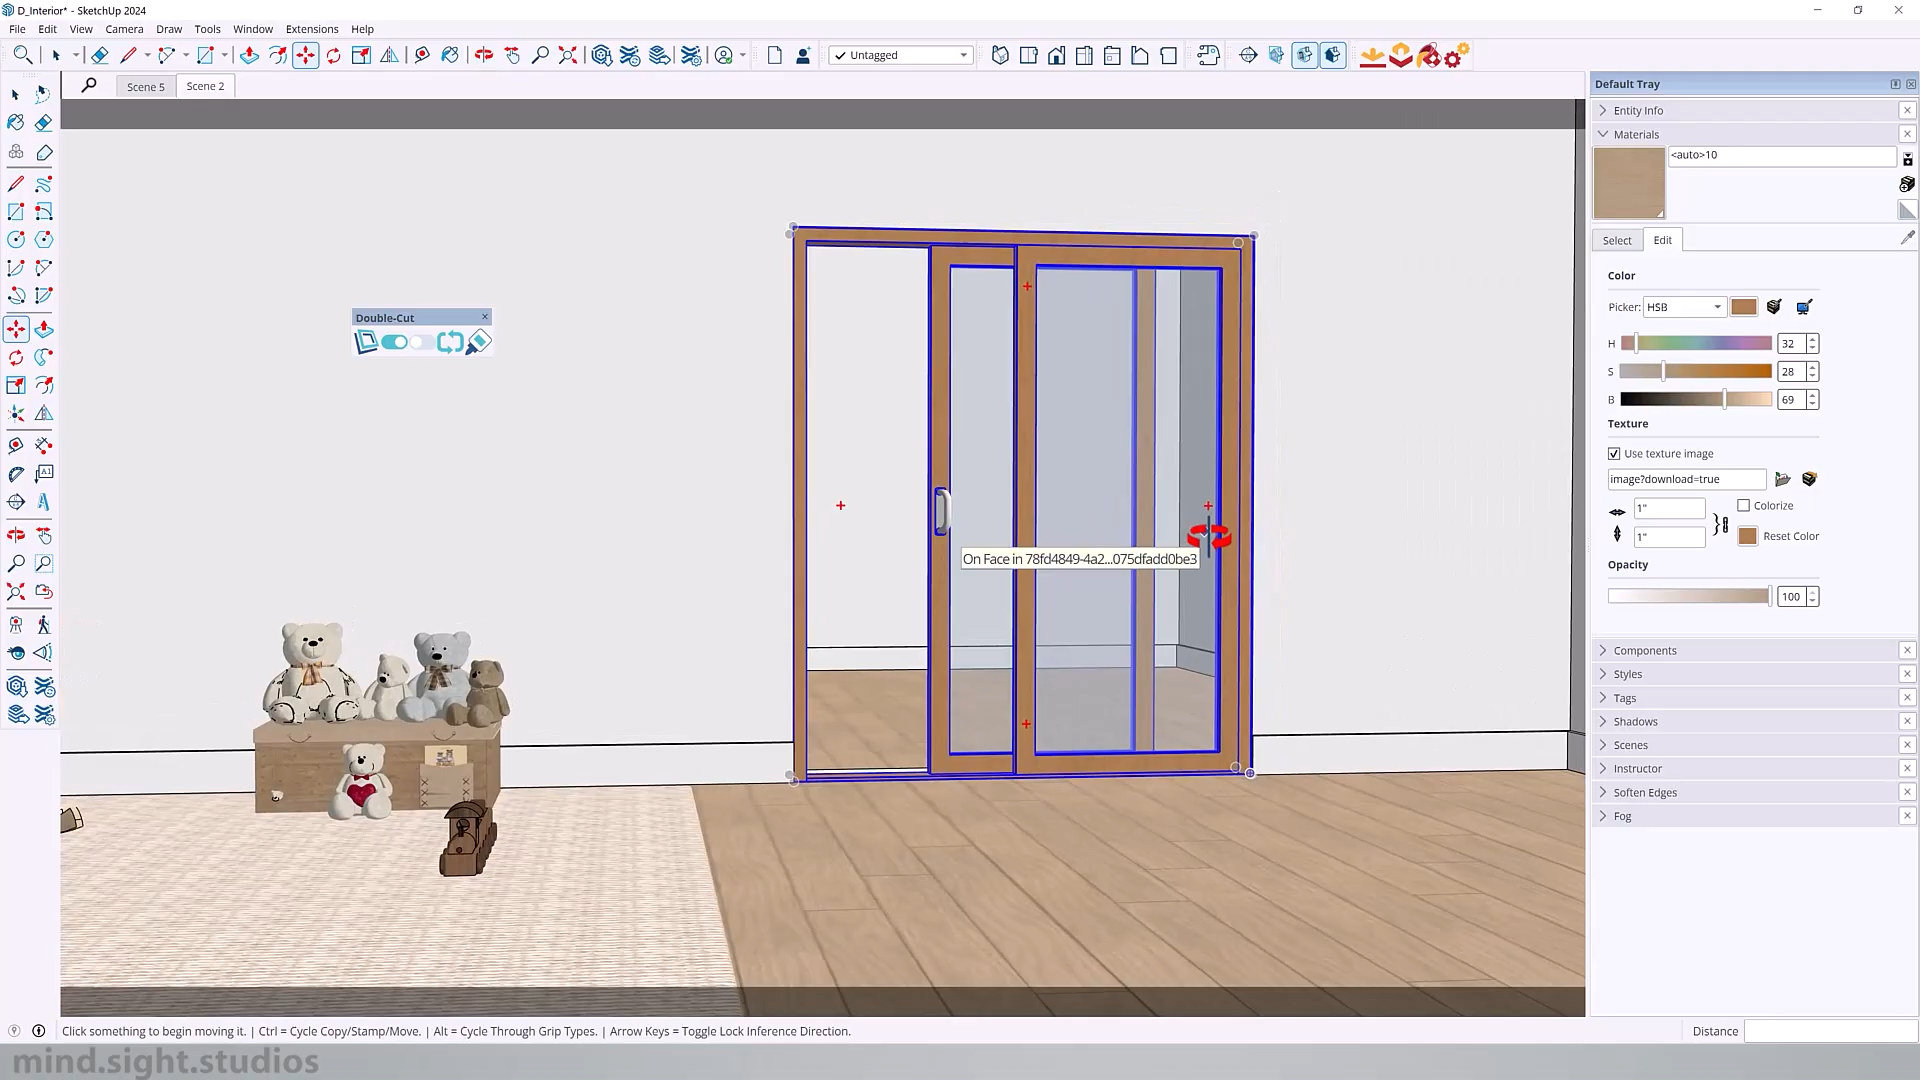 D_Interior* - SketchUp 2024
File Edit View Camera Draw Tools Window Extensions Help
Untagged
Scene 5 Scene 2
Default Tray
Entity Info
Materials
<auto>10
Select Edit
Color
Picker: HSB
H 32
S 28
B 69
Texture
Use texture image
image?download=true
1" Colorize
1" Reset Color
Opacity
100
Double-Cut
On Face in 78fd4849-4a2...075dfadd0be3
Components
Styles
Tags
Shadows
Scenes
Instructor
Soften Edges
Fog
Click something to begin moving it. | Ctrl = Cycle Copy/Stamp/Move. | Alt = Cycle Through Grip Types. | Arrow Keys = Toggle Lock Inference Direction.
Distance
mind.sight.studios